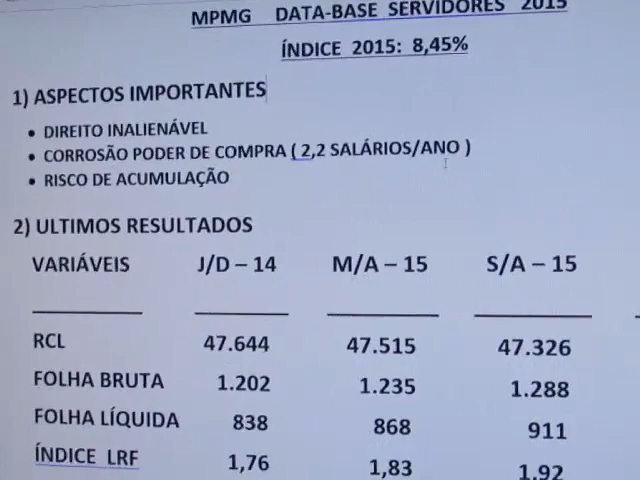 MPMG DATA-BASE SERVIDORES 2015
ÍNDICE 2015: 8,45%
1) ASPECTOS IMPORTANTES
• DIREITO INALIENÁVEL
• CORROSÃO PODER DE COMPRA ( 2,2 SALÁRIOS/ANO )
• RISCO DE ACUMULAÇÃO
2) ULTIMOS RESULTADOS
VARIÁVEIS J/D – 14 M/A – 15 S/A – 15
RCL 47.644 47.515 47.326
FOLHA BRUTA 1.202 1.235 1.288
FOLHA LÍQUIDA 838 868 911
ÍNDICE LRF 1,76 1,83 1,92